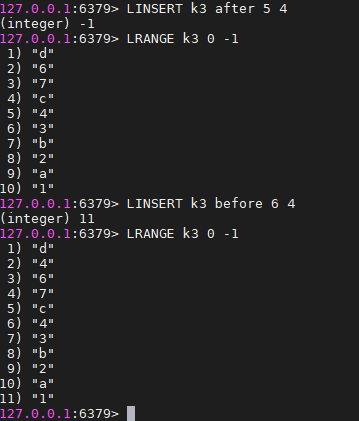 127.0.0.1:6379> LINSERT k3 after 5 4
(integer) -1
127.0.0.1:6379> LRANGE k3 0 -1
1) "d"
2) "6"
3) "7"
4) "c"
5) "4"
6) "3"
7) "b"
8) "2"
9) "a"
10) "1"
127.0.0.1:6379> LINSERT k3 before 6 4
(integer) 11
127.0.0.1:6379> LRANGE k3 0 -1
1) "d"
2) "4"
3) "6"
4) "7"
5) "c"
6) "4"
7) "3"
8) "b"
9) "2"
10) "a"
11) "1"
127.0.0.1:6379>